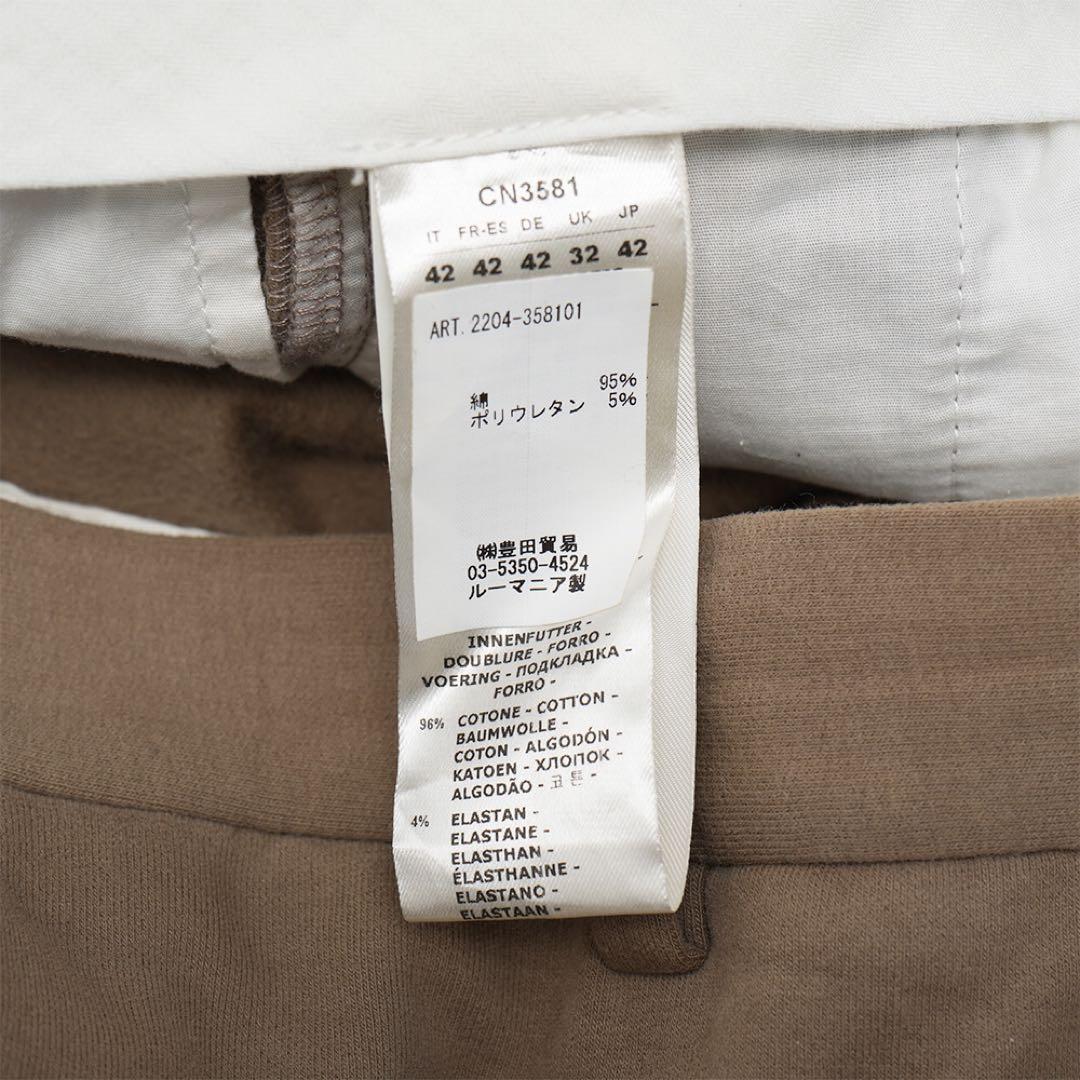 CN3581
IT FR-ES DE UK JP
42 42 42 32 42
ART. 2204-358101
綿 95%
ポリウレタン 5%
㈱豊田貿易
03-5350-4524
ルーマニア製
INNENFUTTER -
DOUBLURE - FORRO -
VOERING - ПОДКЛАДКА -
FORRO -
96% COTONE - COTTON -
BAUMWOLLE -
COTON - ALGODÓN -
KATOEN - ХЛОПОК -
ALGODÃO - 코튼 -
4% ELASTAN -
ELASTANE -
ELASTHAN -
ÉLASTHANNE -
ELASTANO -
ELASTAAN -